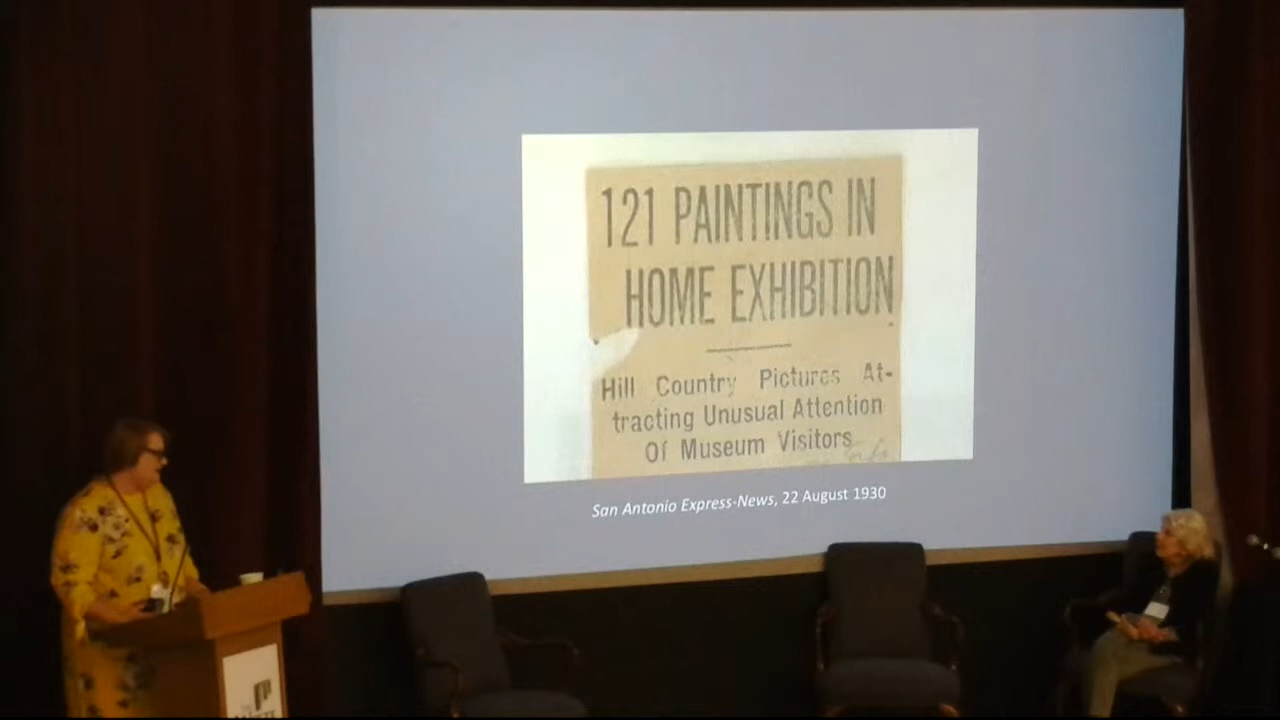 121 PAINTINGS IN
HOME EXHIBITION
Hill Country Pictures At-
tracting Unusual Attention
Of Museum Visitors
San Antonio Express-News, 22 August 1930